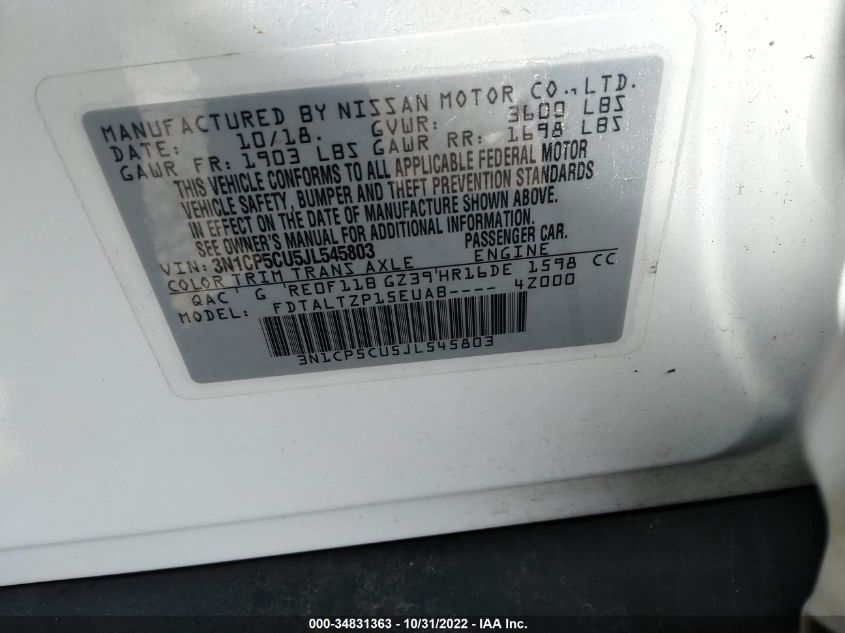 MANUFACTURED BY NISSAN MOTOR CO., LTD.
DATE: 10/18. GVWR: 3600 LBS
GAWR FR: 1903 LBS GAWR RR: 1698 LBS
THIS VEHICLE CONFORMS TO ALL APPLICABLE FEDERAL MOTOR
VEHICLE SAFETY, BUMPER AND THEFT PREVENTION STANDARDS
IN EFFECT ON THE DATE OF MANUFACTURE SHOWN ABOVE.
SEE OWNER'S MANUAL FOR ADDITIONAL INFORMATION.
VIN: 3N1CP5CU5JL545803 PASSENGER CAR.
COLOR TRIM TRANS AXLE ENGINE
QAC G RE0F11B GZ39 HR16DE 1598 CC
MODEL: FDTALTZP15EUAB---- 4Z000
3N1CP5CU5JL545803
000-34831363 - 10/31/2022 - IAA Inc.